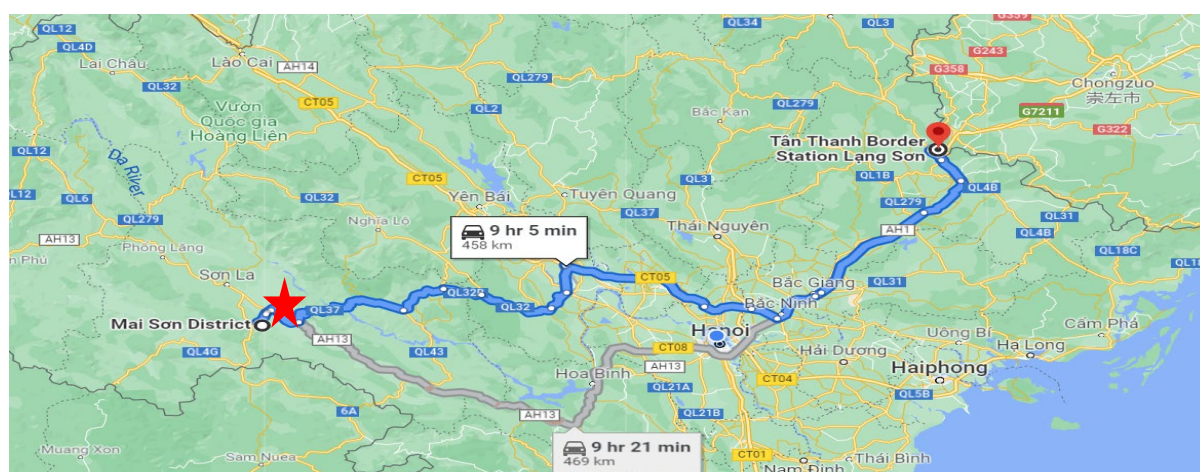 QL12
QL4D
Lai Châu
QL32
Lào Cai
AH14
CT05
QL279
QL2
QL34
QL3
G359
G243
G358
Chongzuo
崇左市
G7211
G322
Vườn
Quốc gia
Hoàng Liên
Bắc Kạn
QL279
Tân Thanh Border
Station Lạng Sơn
QL12
Đa River
QL1B
QL4B
L12
QL6
QL32
CT05
Yên Bái
Tuyên Quang
QL3
QL37
QL279
QL31
QL4B
QL279
AH13
Nghĩa Lộ
Thái Nguyên
AH1
QL18C
n Phủ
Phỏng Lăng
9 hr 5 min
458 km
QL18
Sơn La
QL32B
CT05
Bắc Giang
QL31
QL37
QL32
Bắc Ninh
Mai Sơn District
AH13
Hanoi
Uông Bí
Cẩm Phả
QL4G
QL43
CT08
AH13
Hải Dương
Hạ Long
Hoa Bình
Haiphong
QL21A
CT04
QL5B
6A
AH13
QL21B
Muang Xon
Sam Nuea
9 hr 21 min
469 km
CT01
Thái Bình
Nam Định